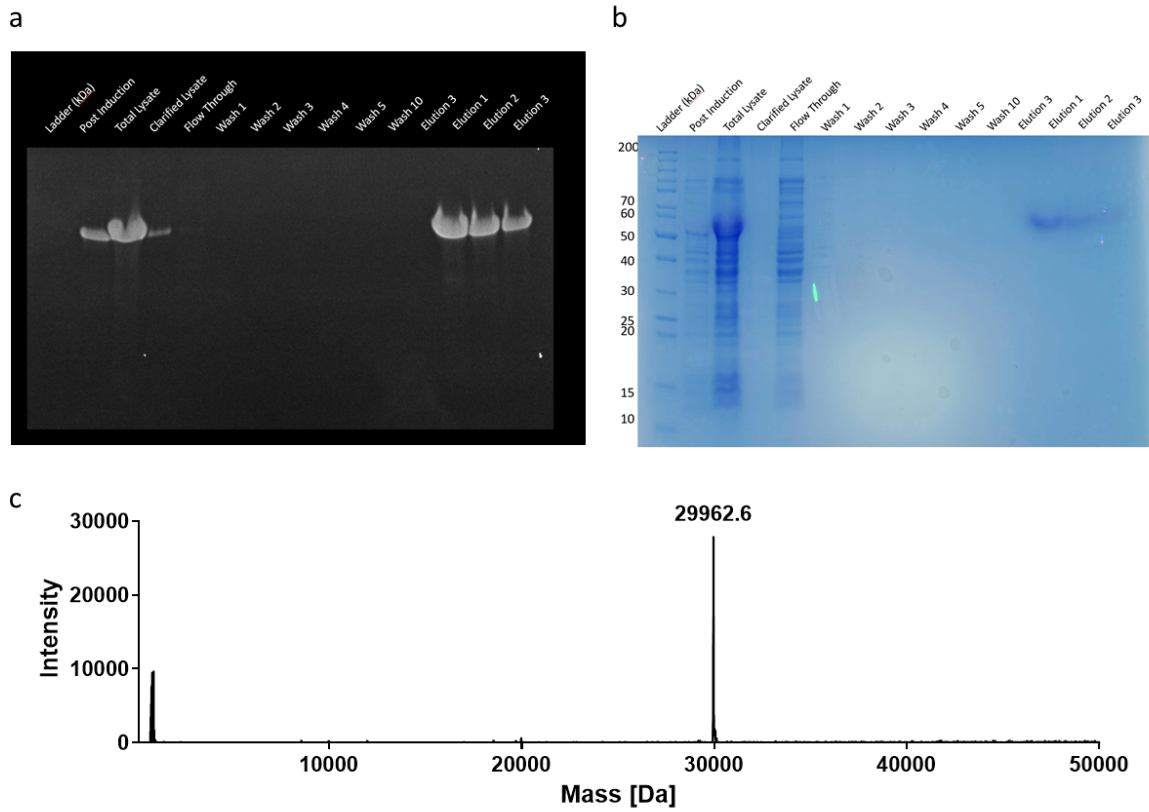 a
Ladder (kDa)
Post Induction
Total Lysate
Clarified Lysate
Flow Through
Wash 1
Wash 2
Wash 3
Wash 4
Wash 5
Wash 10
Elution 3
Elution 1
Elution 2
Elution 3
b
Ladder (kDa)
Post Induction
Total Lysate
Clarified Lysate
Flow Through
Wash 1
Wash 2
Wash 3
Wash 4
Wash 5
Wash 10
Elution 3
Elution 1
Elution 2
Elution 3
200
70
60
50
40
30
25
20
15
10
c
29962.6
30000
20000
10000
0
Intensity
10000
20000
30000
40000
50000
Mass [Da]